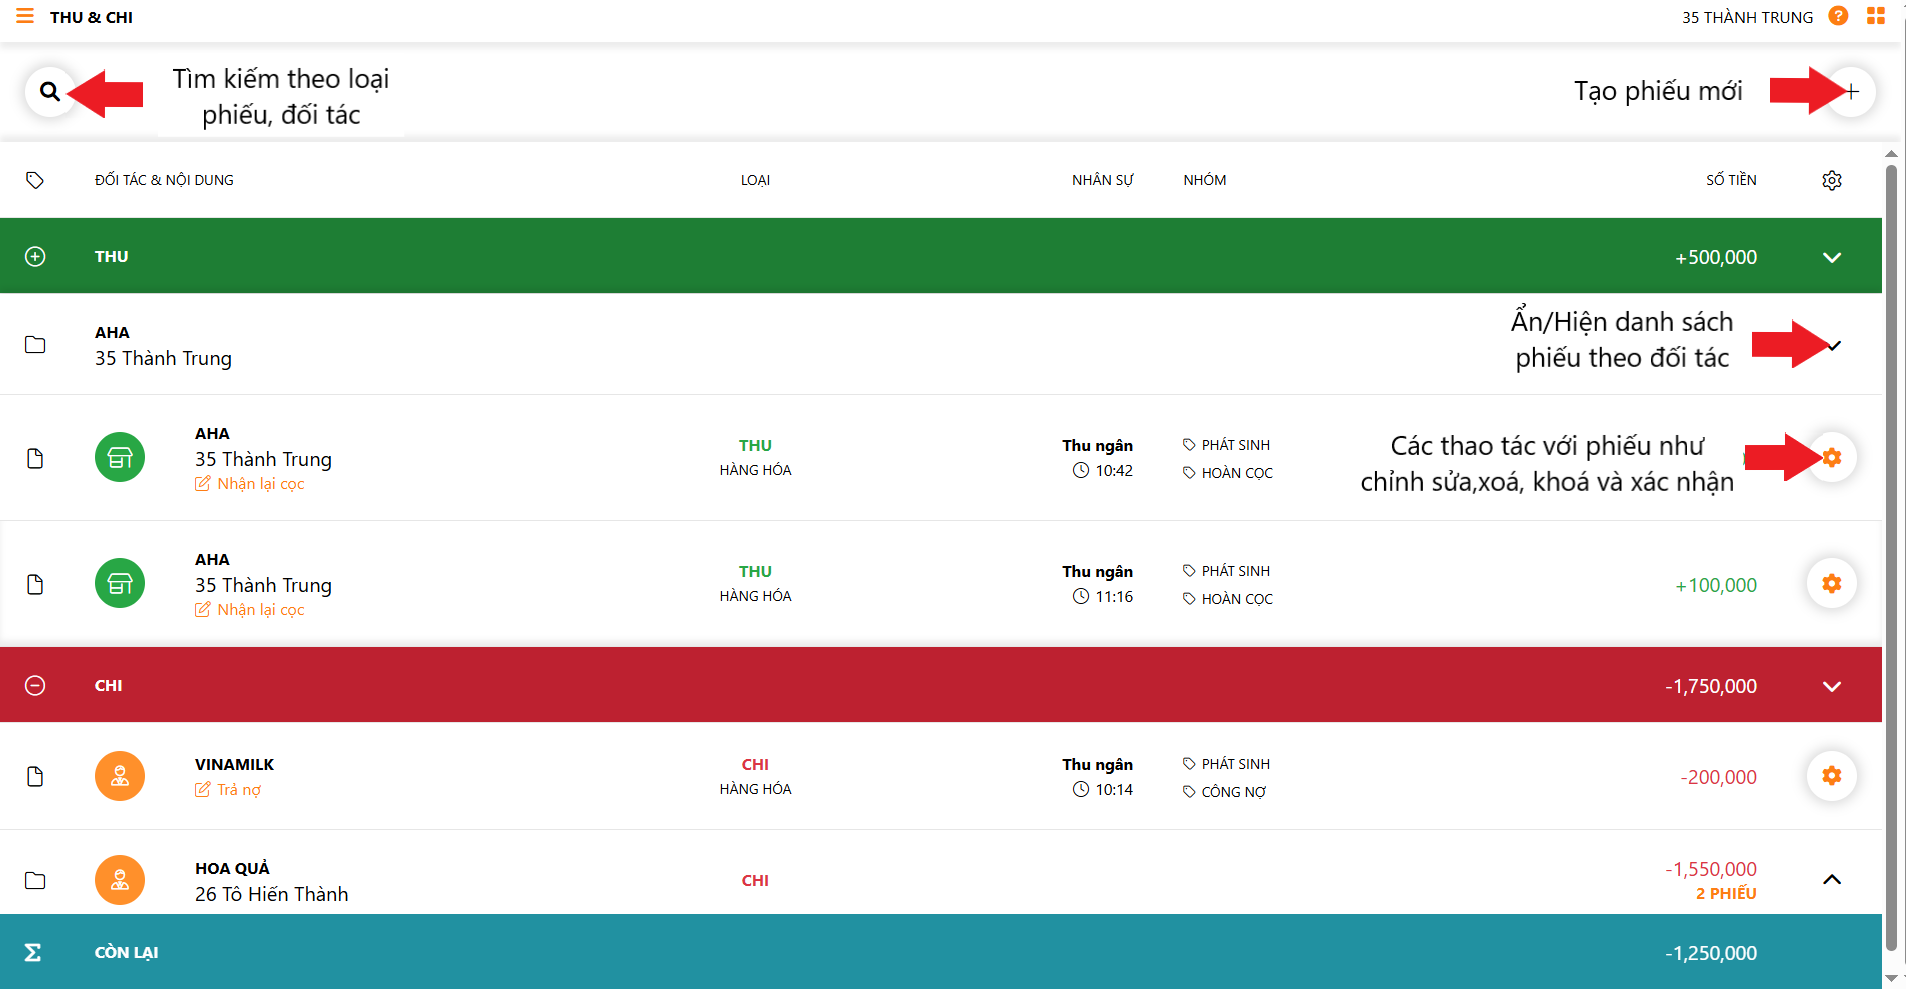 THU & CHI
35 THÀNH TRUNG
Tìm kiếm theo loại
phiếu, đối tác
Tạo phiếu mới
ĐỐI TÁC & NỘI DUNG LOẠI NHÂN SỰ NHÓM SỐ TIỀN
THU +500,000
AHA
35 Thành Trung
Ẩn/Hiện danh sách
phiếu theo đối tác
AHA
35 Thành Trung
Nhận lại cọc
THU
HÀNG HÓA
Thu ngân
10:42
PHÁT SINH
HOÀN CỌC
Các thao tác với phiếu như
chỉnh sửa,xoá, khoá và xác nhận
AHA
35 Thành Trung
Nhận lại cọc
THU
HÀNG HÓA
Thu ngân
11:16
PHÁT SINH
HOÀN CỌC
+100,000
CHI -1,750,000
VINAMILK
Trả nợ
CHI
HÀNG HÓA
Thu ngân
10:14
PHÁT SINH
CÔNG NỢ
-200,000
HOA QUẢ
26 Tô Hiến Thành
CHI
-1,550,000
2 PHIẾU
CÒN LẠI -1,250,000